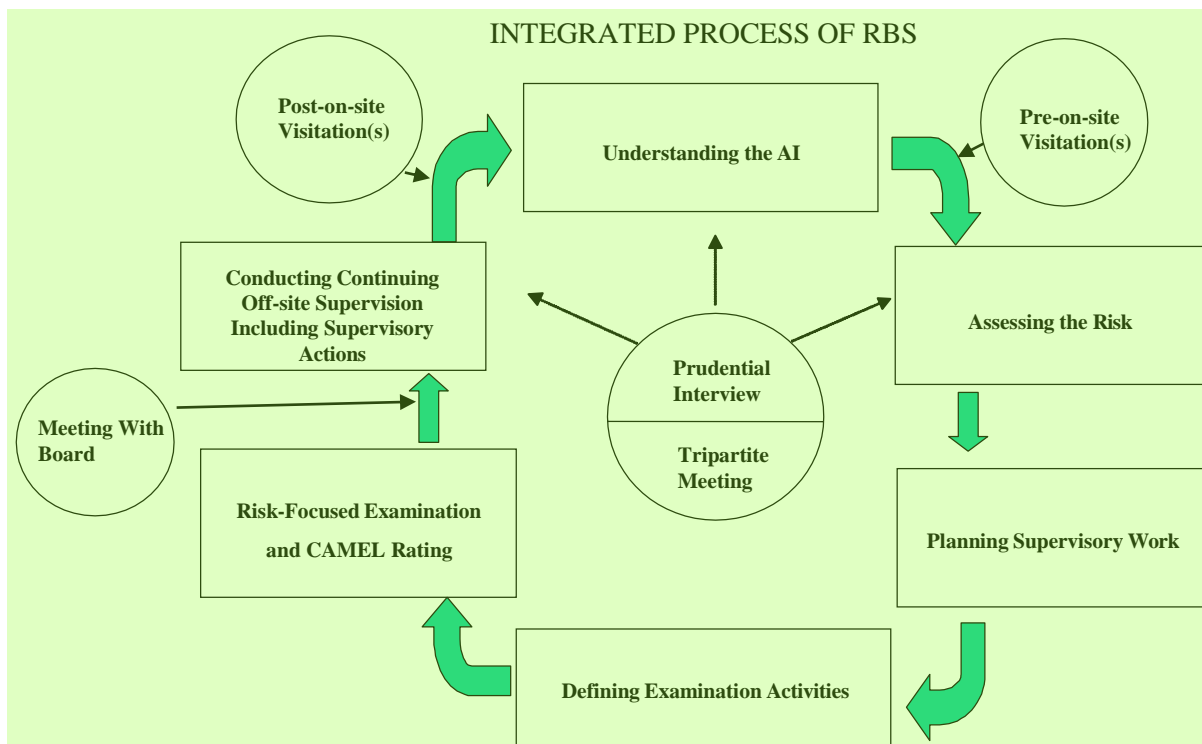 INTEGRATED PROCESS OF RBS
Post-on-site
Visitation(s)
Understanding the AI
Pre-on-site
Visitation(s)
Conducting Continuing
Off-site Supervision
Including Supervisory
Actions
Assessing the Risk
Prudential
Interview
Tripartite
Meeting
Meeting With
Board
Risk-Focused Examination
and CAMEL Rating
Planning Supervisory Work
Defining Examination Activities